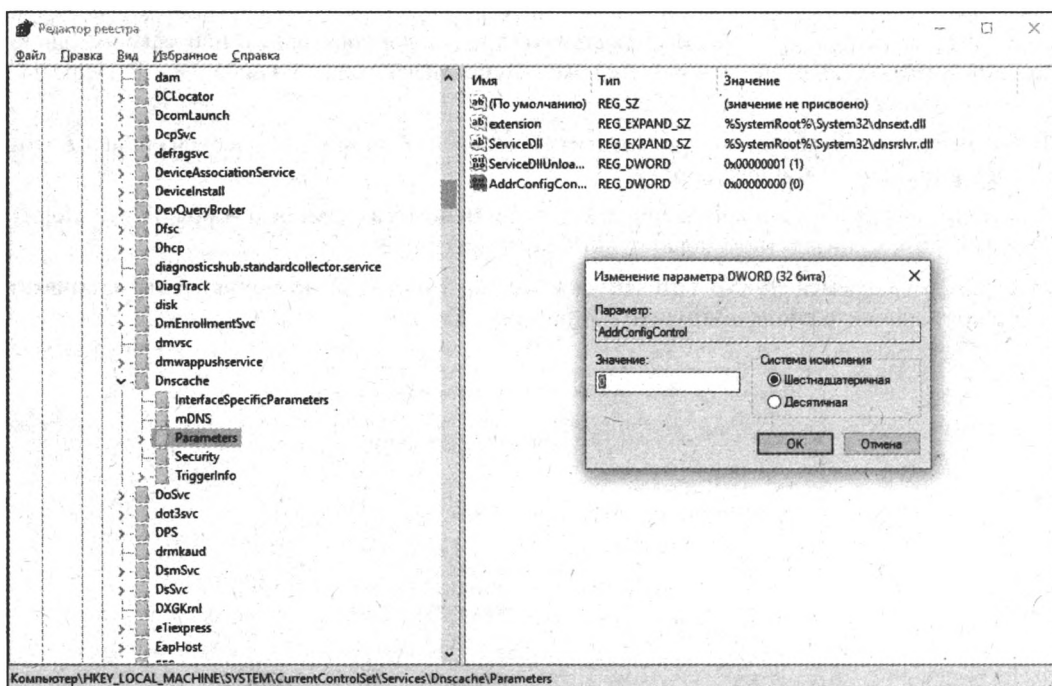 Редактор реестра
Файл Правка Вид Избранное Справка
dam
DCLocator
DcomLaunch
DcpSvc
defragsvc
DeviceAssociationService
DeviceInstall
DevQueryBroker
Dfsc
Dhcp
diagnosticshub.standardcollector.service
DiagTrack
disk
DmEnrollmentSvc
dmvsc
dmwappushservice
Dnscache
InterfaceSpecificParameters
mDNS
Parameters
Security
TriggerInfo
DoSvc
dot3svc
DPS
drmkaud
DsmSvc
DsSvc
DXGKrnl
e1iexpress
EapHost
Имя Тип Значение
(По умолчанию) REG_SZ (значение не присвоено)
extension REG_EXPAND_SZ %SystemRoot%\System32\dnsext.dll
ServiceDll REG_EXPAND_SZ %SystemRoot%\System32\dnsrslvr.dll
ServiceDllUnloa... REG_DWORD 0x00000001 (1)
AddrConfigCon... REG_DWORD 0x00000000 (0)
Изменение параметра DWORD (32 бита)
Параметр:
AddrConfigControl
Значение:
Система исчисления
Шестнадцатеричная
Десятичная
OK Отмена
Компьютер\HKEY_LOCAL_MACHINE\SYSTEM\CurrentControlSet\Services\Dnscache\Parameters